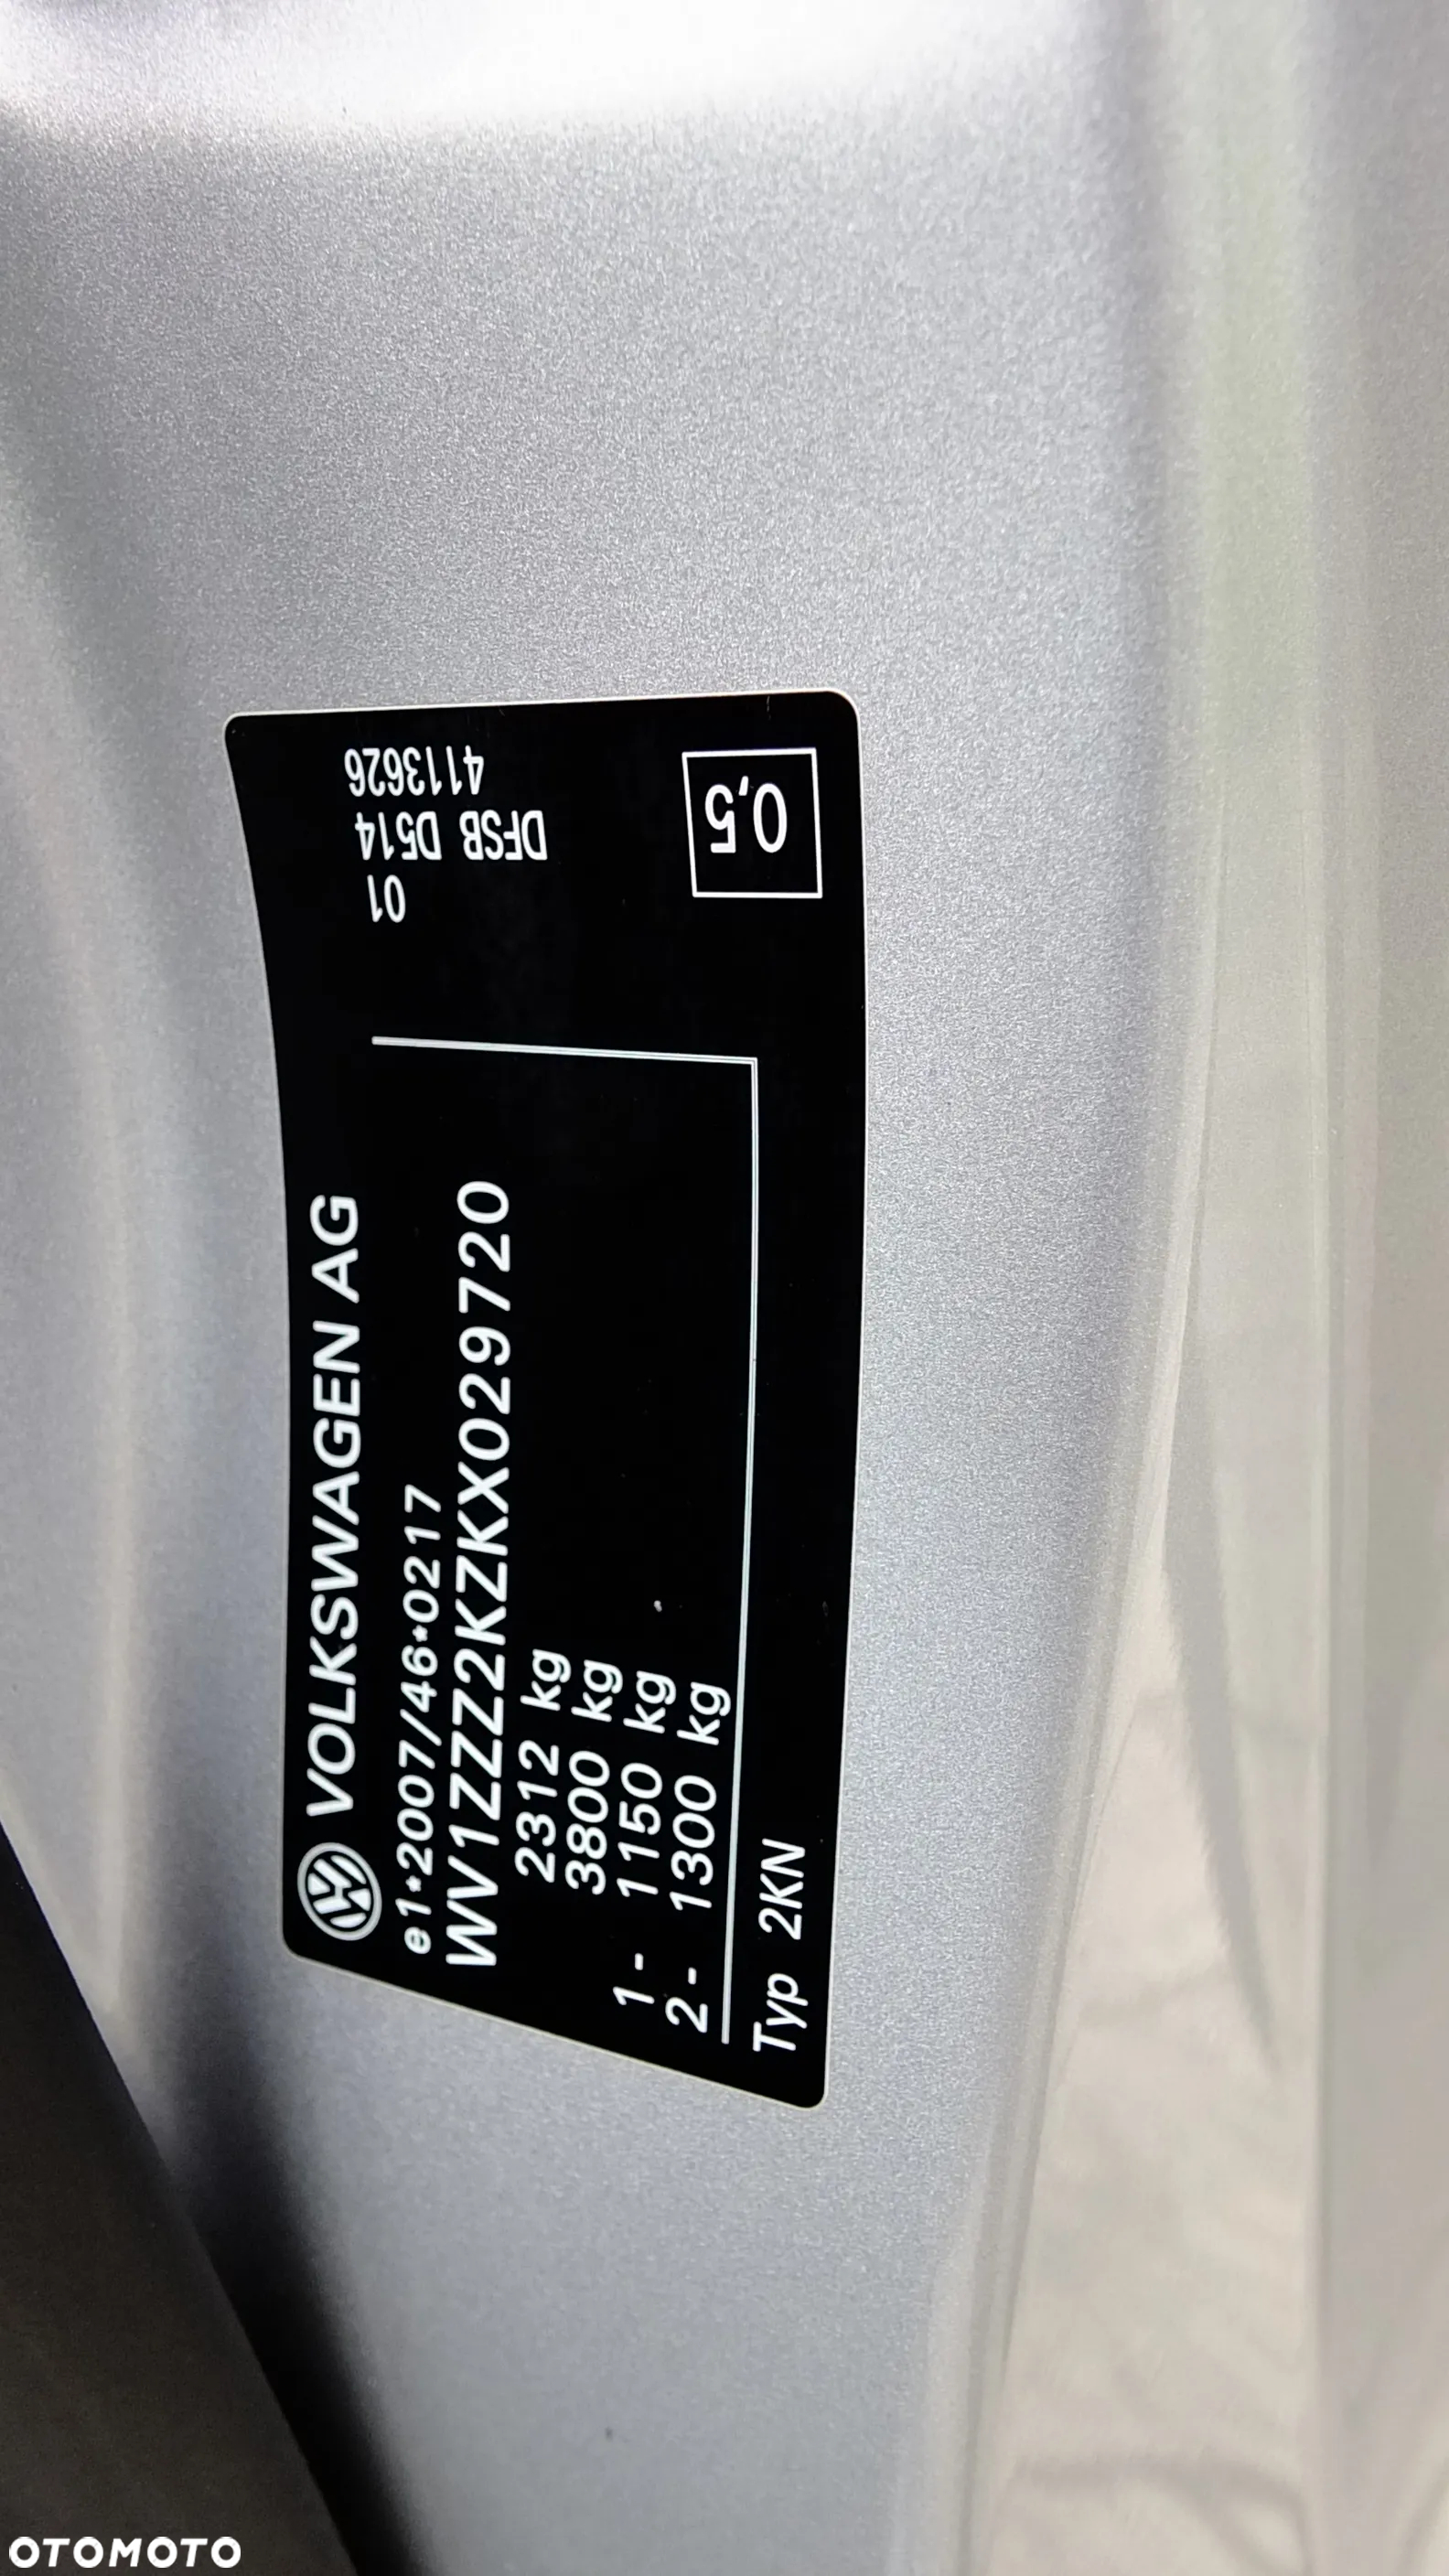 VOLKSWAGEN AG
e1*2007/46*0217
WV1ZZZ2KZKX029720
2312 kg
3800 kg
1- 1150 kg
2- 1300 kg
Typ 2KN
4113626
DFSB D514
01
0,5
OTOMOTO